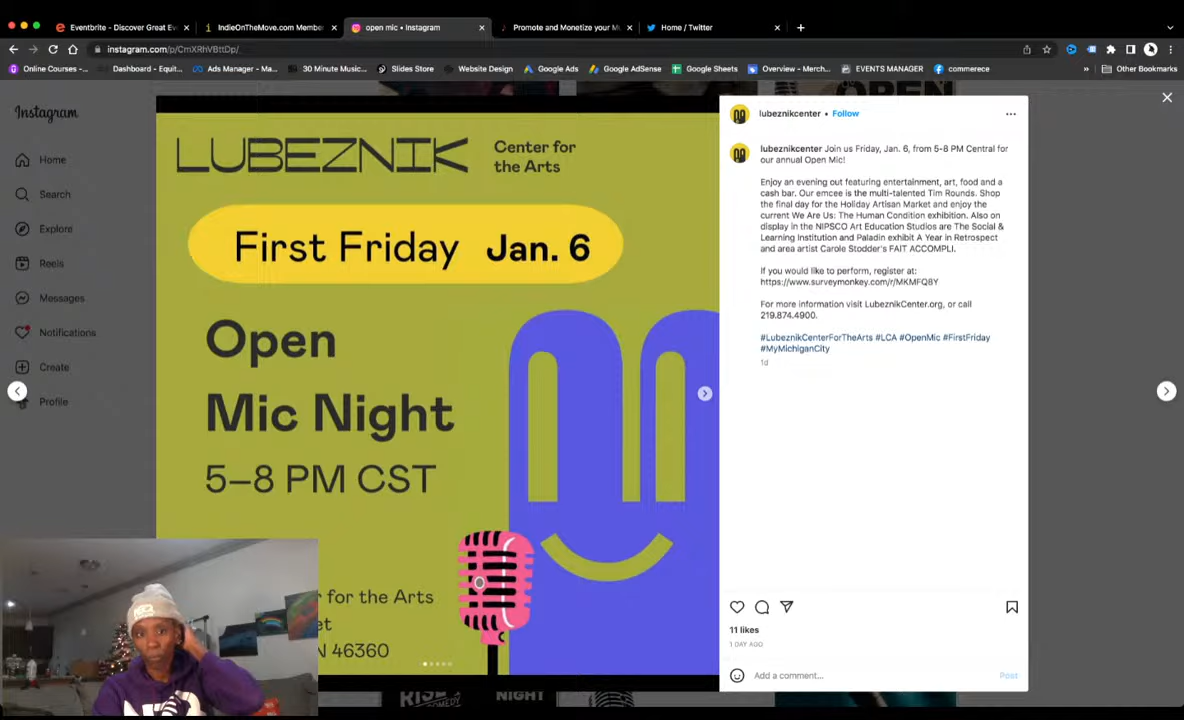 Eventbrite - Discover Great Ev
IndieOnTheMove.com Membe
open mic • Instagram
Promote and Monetize your M
Home / Twitter
instagram.com/p/CmXRhVBttDp/
Online Courses -...
Dashboard - Equit...
Ads Manager - Ma...
30 Minute Music...
Slides Store
Website Design
Google Ads
Google AdSense
Google Sheets
Overview - Merch...
EVENTS MANAGER
commerece
»
Other Bookmarks
Instagram
Home
Search
Explore
Reels
Messages
Notifications
Create
Profile
OPEN
LUBEZNIK
Center for
the Arts
First Friday Jan. 6
Open
Mic Night
5–8 PM CST
for the Arts
et
N 46360
lubeznikcenter • Follow
lubeznikcenter Join us Friday, Jan. 6, from 5-8 PM Central for
our annual Open Mic!
Enjoy an evening out featuring entertainment, art, food and a
cash bar. Our emcee is the multi-talented Tim Rounds. Shop
the final day for the Holiday Artisan Market and enjoy the
current We Are Us: The Human Condition exhibition. Also on
display in the NIPSCO Art Education Studios are The Social &
Learning Institution and Paladin exhibit A Year in Retrospect
and area artist Carole Stodder's FAIT ACCOMPLI.
If you would like to perform, register at:
https://www.surveymonkey.com/r/MKMFQ8Y
For more information visit LubeznikCenter.org, or call
219.874.4900.
#LubeznikCenterForTheArts #LCA #OpenMic #FirstFriday
#MyMichiganCity
1d
11 likes
1 DAY AGO
Add a comment...
Post
RISE
COMEDY
NIGHT